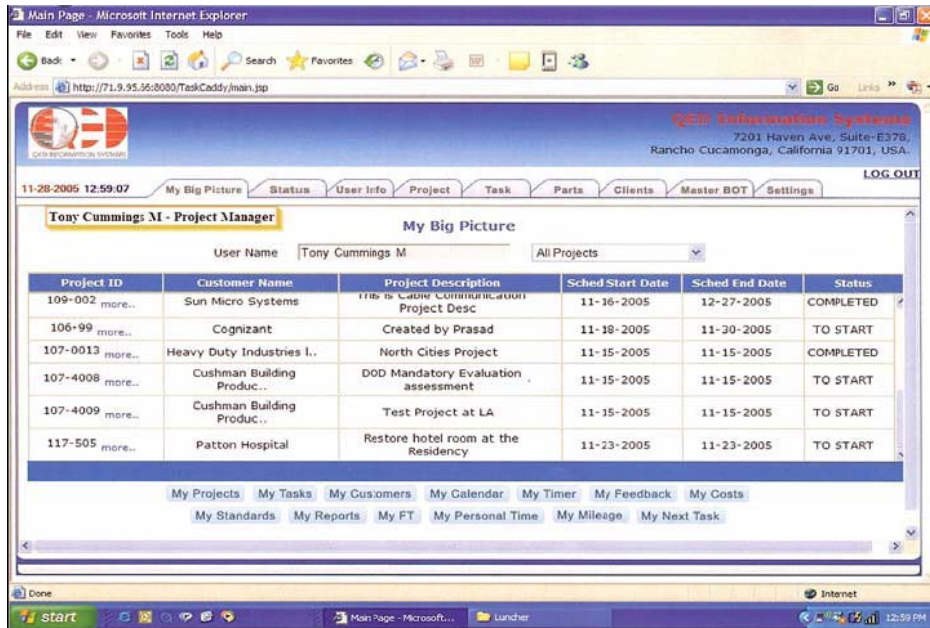 Main Page - Microsoft Internet Explorer
File Edit View Favorites Tools Help
Back Search Favorites
Address http://71.9.95.56:8080/TaskCaddy/main.jsp Go Links
QED Information Systems
7201 Haven Ave, Suite-E378,
Rancho Cucamonga, California 91701, USA.
QED INFORMATION SYSTEMS
LOG OUT
11-28-2005 12:59:07 My Big Picture Status User Info Project Task Parts Clients Master BOT Settings
Tony Cummings M - Project Manager
My Big Picture
User Name Tony Cummings M All Projects
Project ID Customer Name Project Description Sched Start Date Sched End Date Status
109-002 more.. Sun Micro Systems This is Cable Communication Project Desc 11-16-2005 12-27-2005 COMPLETED
106-99 more.. Cognizant Created by Prasad 11-18-2005 11-30-2005 TO START
107-0013 more.. Heavy Duty Industries I.. North Cities Project 11-15-2005 11-15-2005 COMPLETED
107-4008 more.. Cushman Building Produc.. DOD Mandatory Evaluation assessment 11-15-2005 11-15-2005 TO START
107-4009 more.. Cushman Building Produc.. Test Project at LA 11-15-2005 11-15-2005 TO START
117-505 more.. Patton Hospital Restore hotel room at the Residency 11-23-2005 11-23-2005 TO START
My Projects My Tasks My Customers My Calendar My Timer My Feedback My Costs
My Standards My Reports My FT My Personal Time My Mileage My Next Task
Done Internet
start Main Page - Microsoft... Luncher 12:59 PM